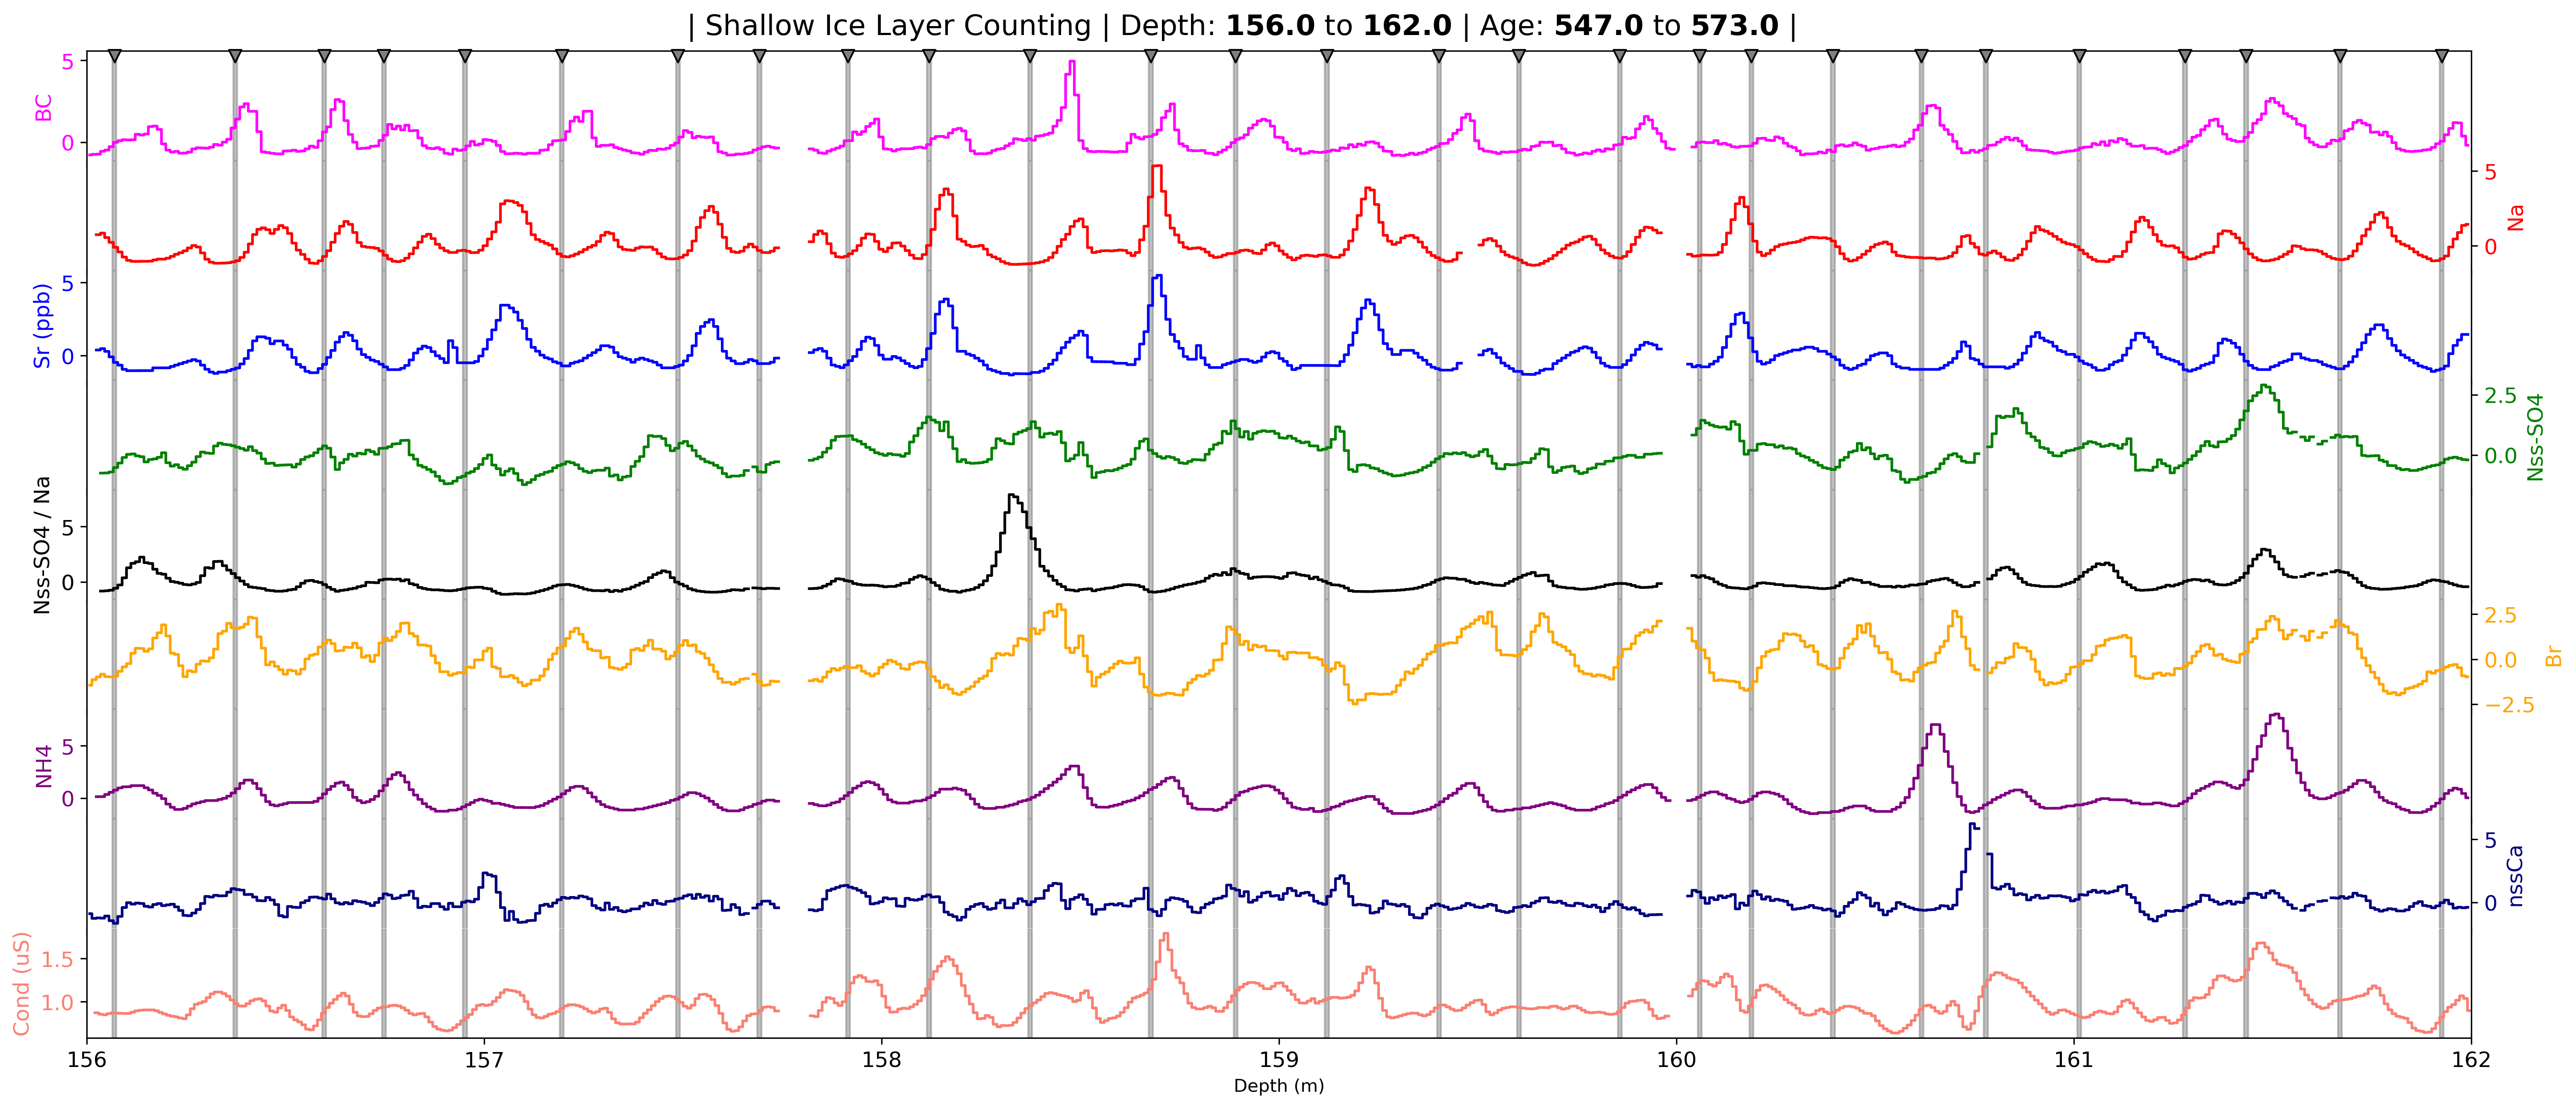 | Shallow Ice Layer Counting | Depth: 156.0 to 162.0 | Age: 547.0 to 573.0 |
5
0
BC
5
0
Na
5
0
Sr (ppb)
2.5
0.0
Nss-SO4
5
0
Nss-SO4 / Na
2.5
0.0
−2.5
Br
5
0
NH4
5
0
nssCa
1.5
1.0
Cond (uS)
156 157 158 159 160 161 162
Depth (m)